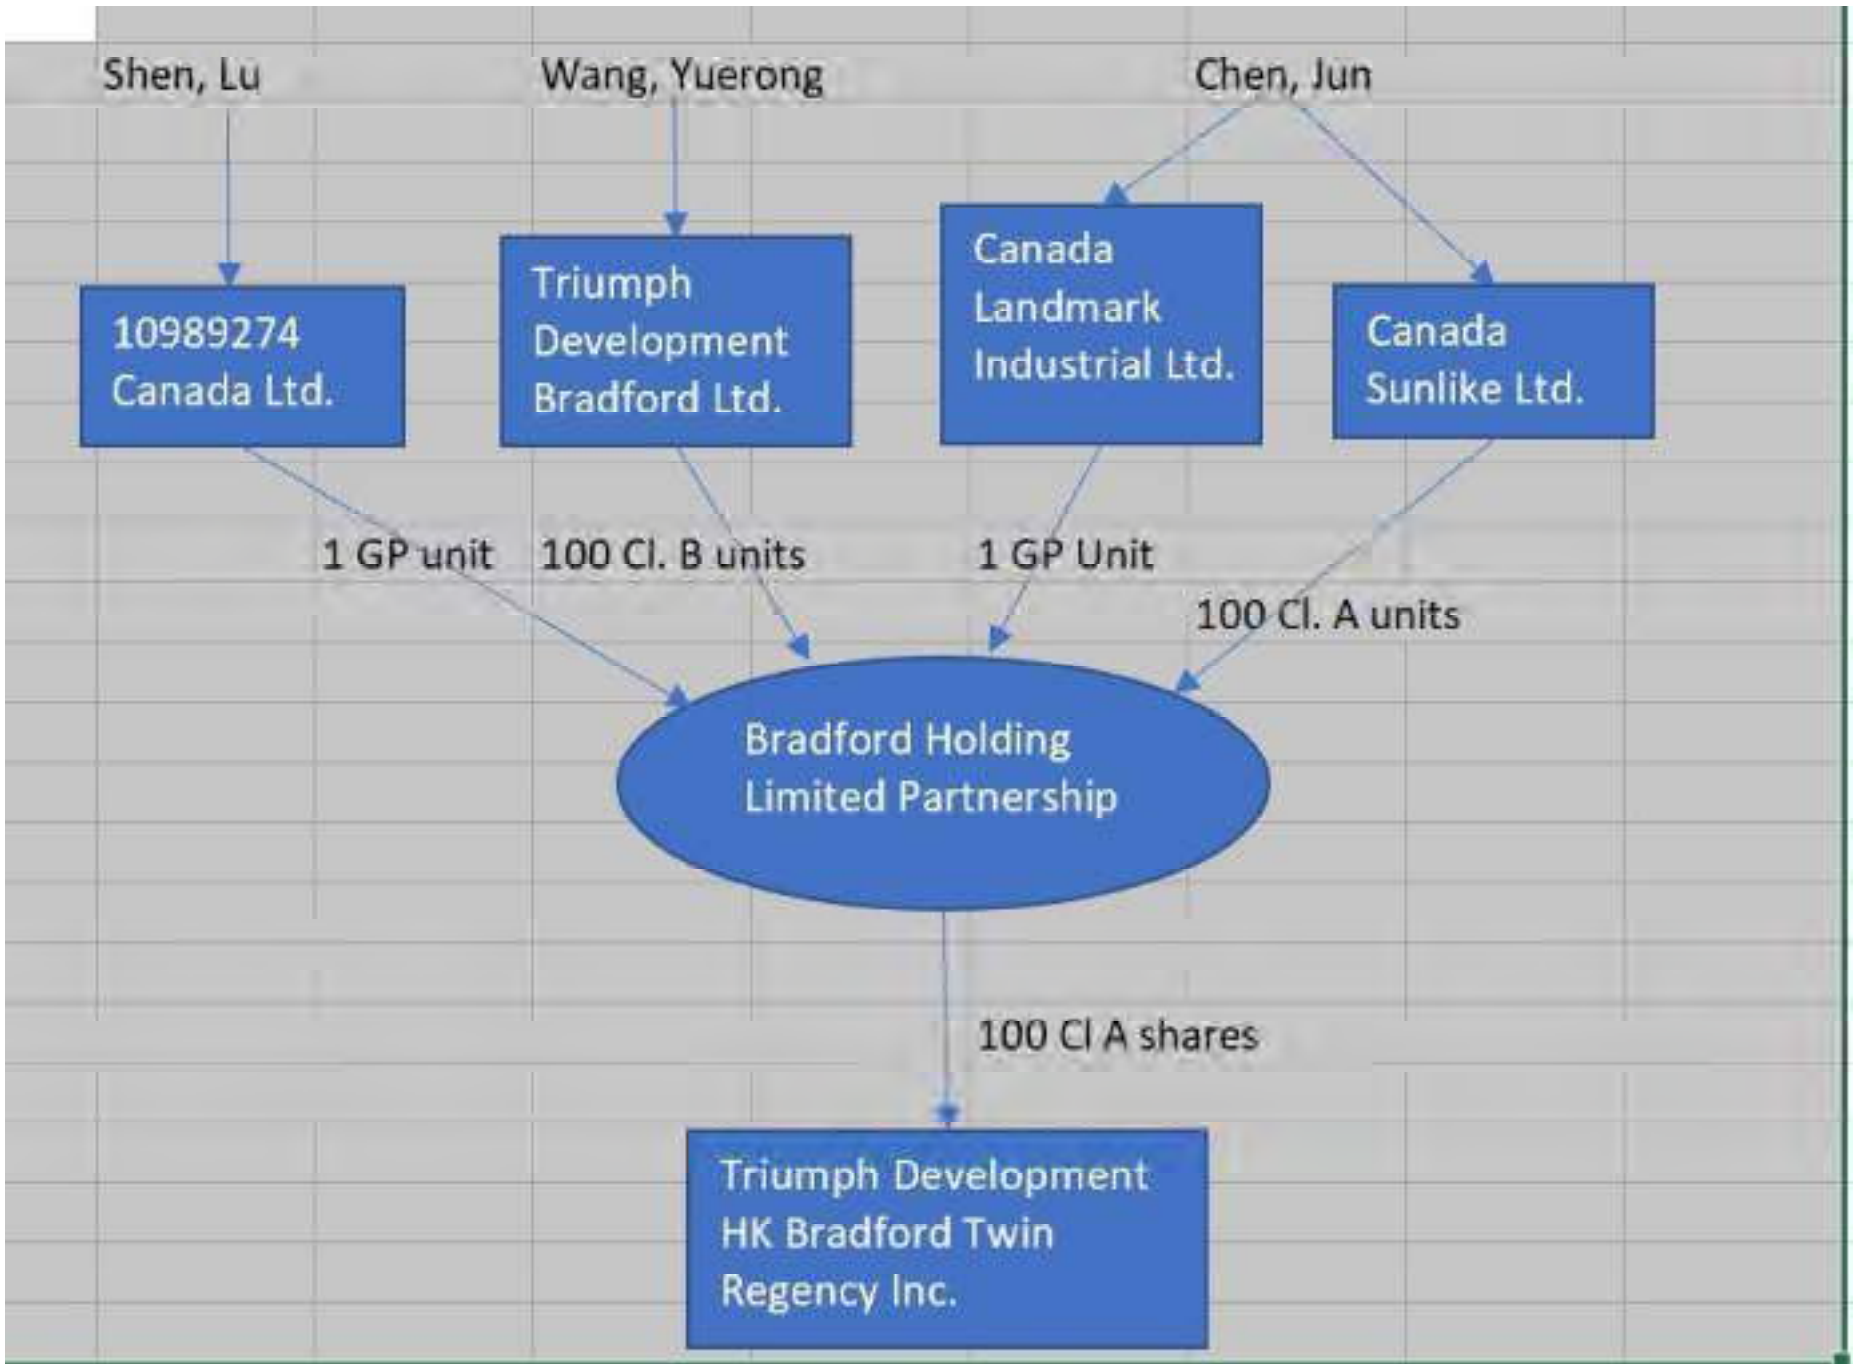 Shen, Lu
Wang, Yuerong
Chen, Jun
10989274
Canada Ltd.
Triumph
Development
Bradford Ltd.
Canada
Landmark
Industrial Ltd.
Canada
Sunlike Ltd.
1 GP unit
100 Cl. B units
1 GP Unit
100 Cl. A units
Bradford Holding
Limited Partnership
100 Cl A shares
Triumph Development
HK Bradford Twin
Regency Inc.